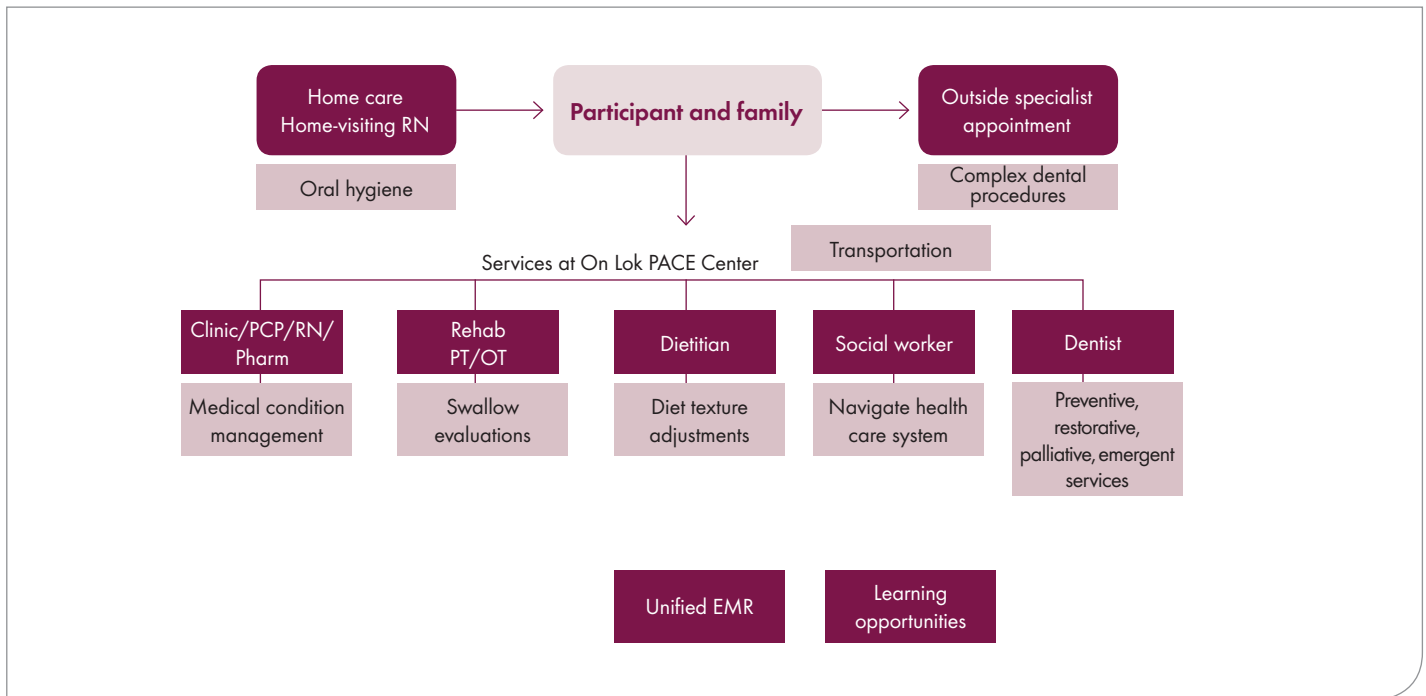 Home care
Home-visiting RN
Participant and family
Outside specialist
appointment
Oral hygiene
Complex dental
procedures
Transportation
Services at On Lok PACE Center
Clinic/PCP/RN/
Pharm
Rehab
PT/OT
Dietitian
Social worker
Dentist
Medical condition
management
Swallow
evaluations
Diet texture
adjustments
Navigate health
care system
Preventive,
restorative,
palliative, emergent
services
Unified EMR
Learning
opportunities